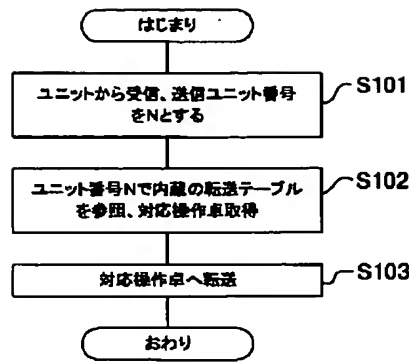 はじまり
ユニットから受信、送信ユニット番号
をNとする
S101
ユニット番号Nで内蔵の転送テーブル
を参照、対応操作卓取得
S102
対応操作卓へ転送
S103
おわり